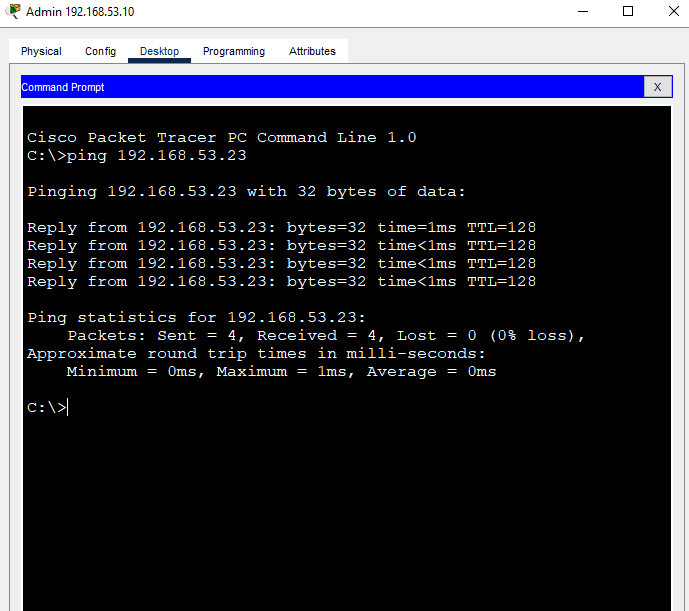 Admin 192.168.53.10
Physical Config Desktop Programming Attributes
Command Prompt X
Cisco Packet Tracer PC Command Line 1.0
C:\>ping 192.168.53.23
Pinging 192.168.53.23 with 32 bytes of data:
Reply from 192.168.53.23: bytes=32 time=1ms TTL=128
Reply from 192.168.53.23: bytes=32 time<1ms TTL=128
Reply from 192.168.53.23: bytes=32 time<1ms TTL=128
Reply from 192.168.53.23: bytes=32 time<1ms TTL=128
Ping statistics for 192.168.53.23:
    Packets: Sent = 4, Received = 4, Lost = 0 (0% loss),
Approximate round trip times in milli-seconds:
    Minimum = 0ms, Maximum = 1ms, Average = 0ms
C:\>